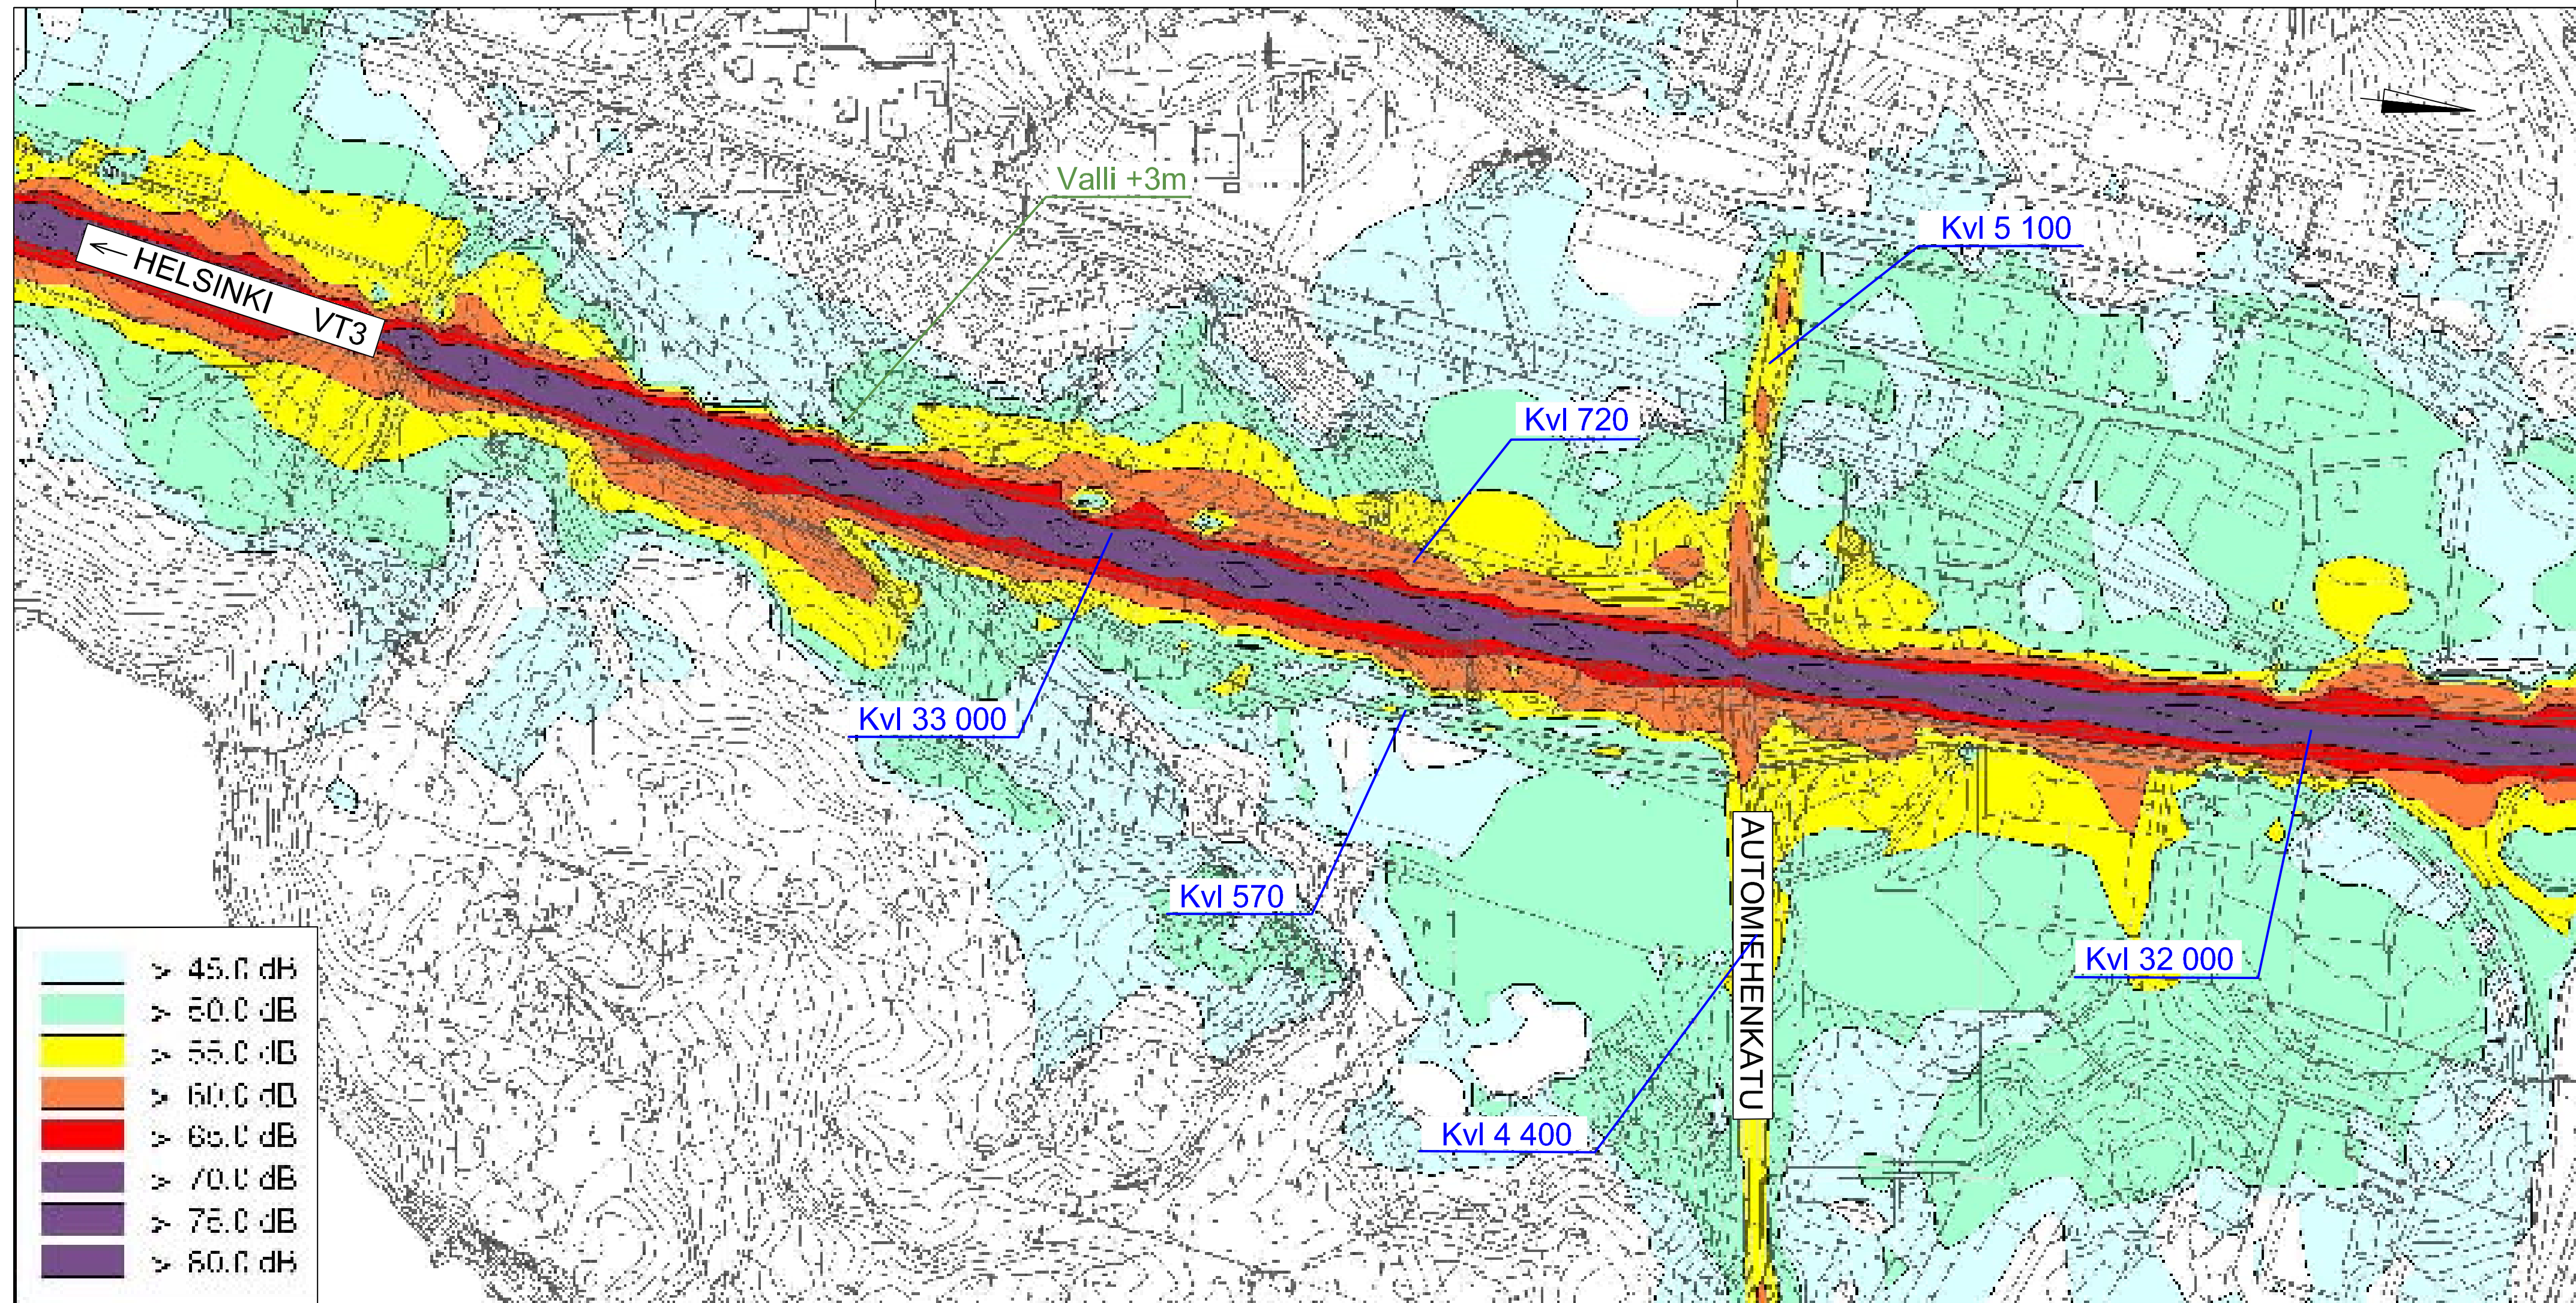 Valli +3m
Kvl 5 100
← HELSINKI VT3
Kvl 720
Kvl 33 000
Kvl 570
AUTOMIEHENKATU
Kvl 32 000
Kvl 4 400
> 45.0 dB
> 50.0 dB
> 55.0 dB
> 60.0 dB
> 65.0 dB
> 70.0 dB
> 75.0 dB
> 80.0 dB